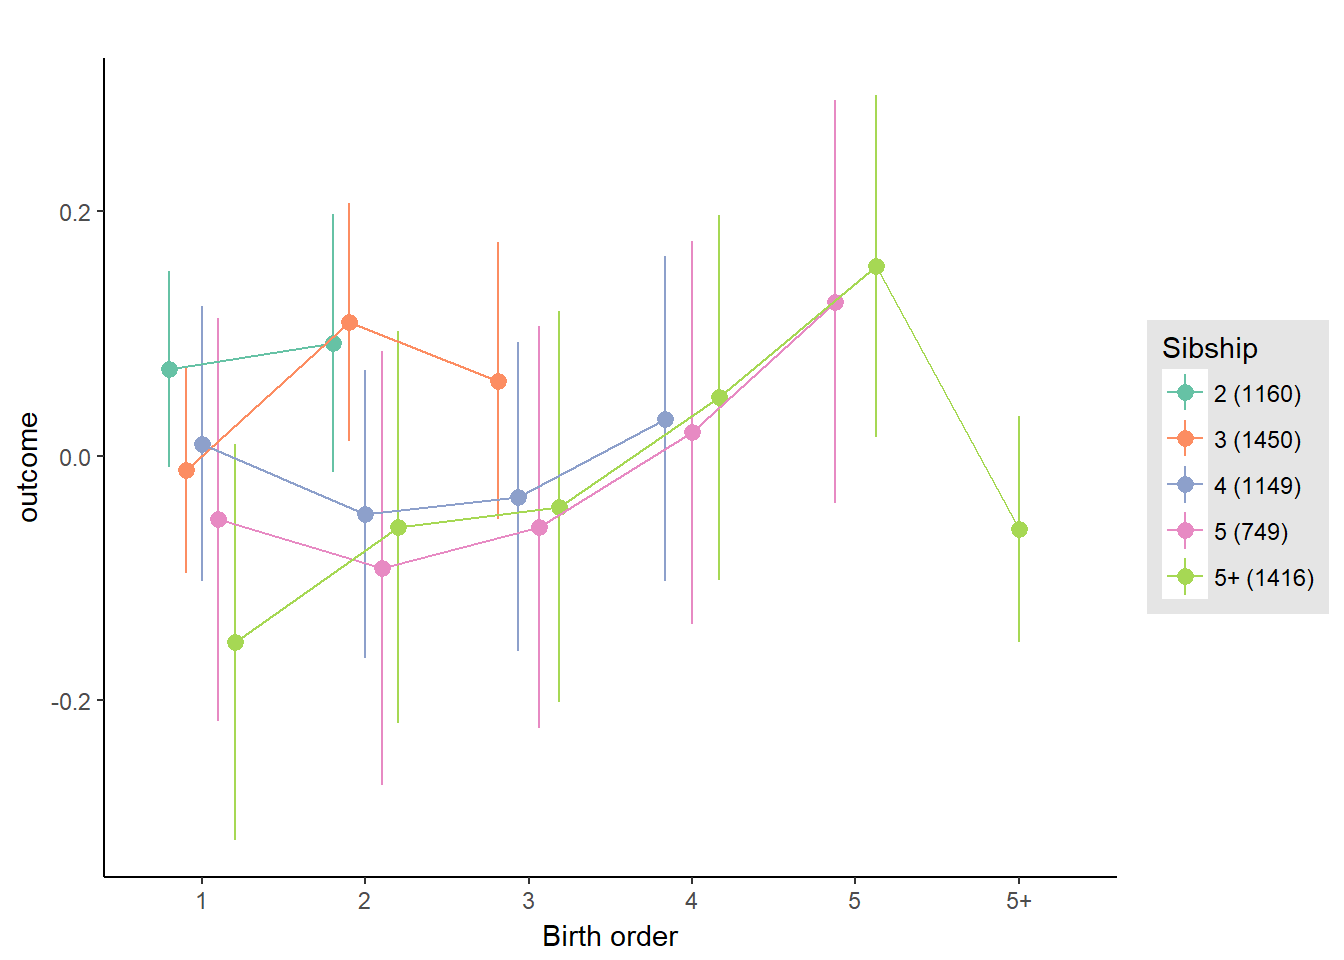 0.2
0.0
-0.2
outcome
1 2 3 4 5 5+
Birth order
Sibship
2 (1160)
3 (1450)
4 (1149)
5 (749)
5+ (1416)